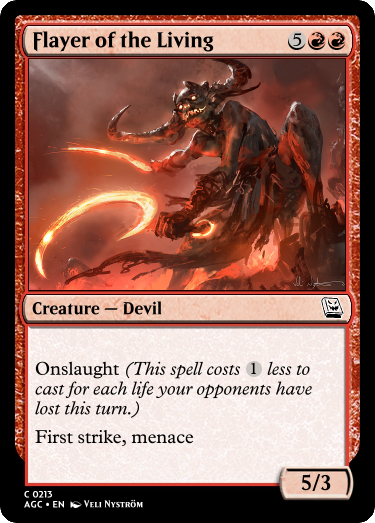 Flayer of the Living 5
Creature — Devil
Onslaught (This spell costs 1 less to
cast for each life your opponents have
lost this turn.)
First strike, menace
5/3
C 0213
AGC • EN Veli Nyström